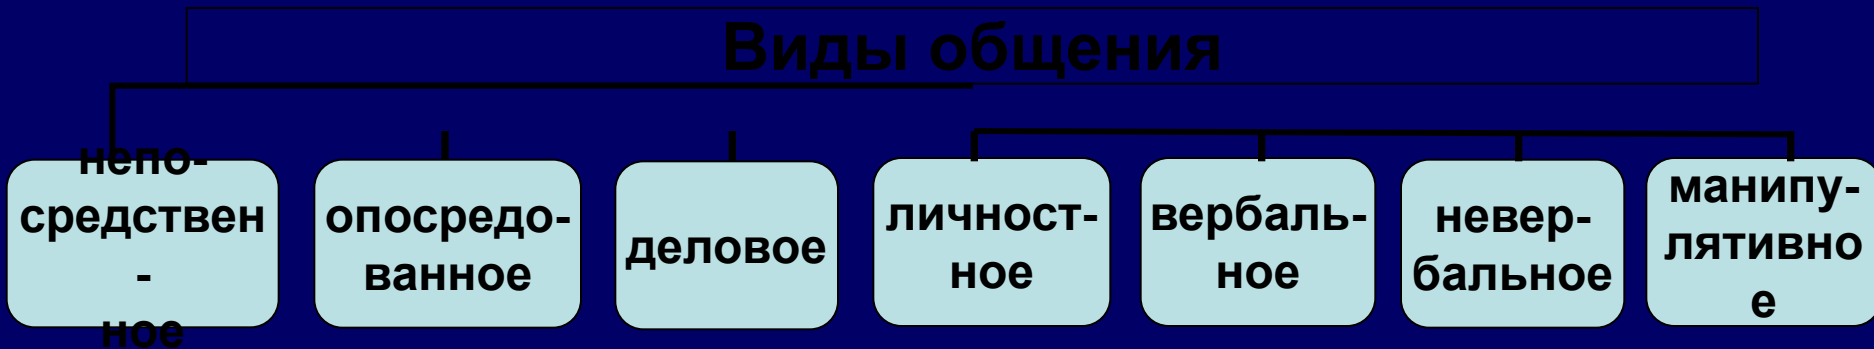 Виды общения
непо-
средствен
-
ное
опосредо-
ванное
деловое
личност-
ное
вербаль-
ное
невер-
бальное
манипу-
лятивно
е